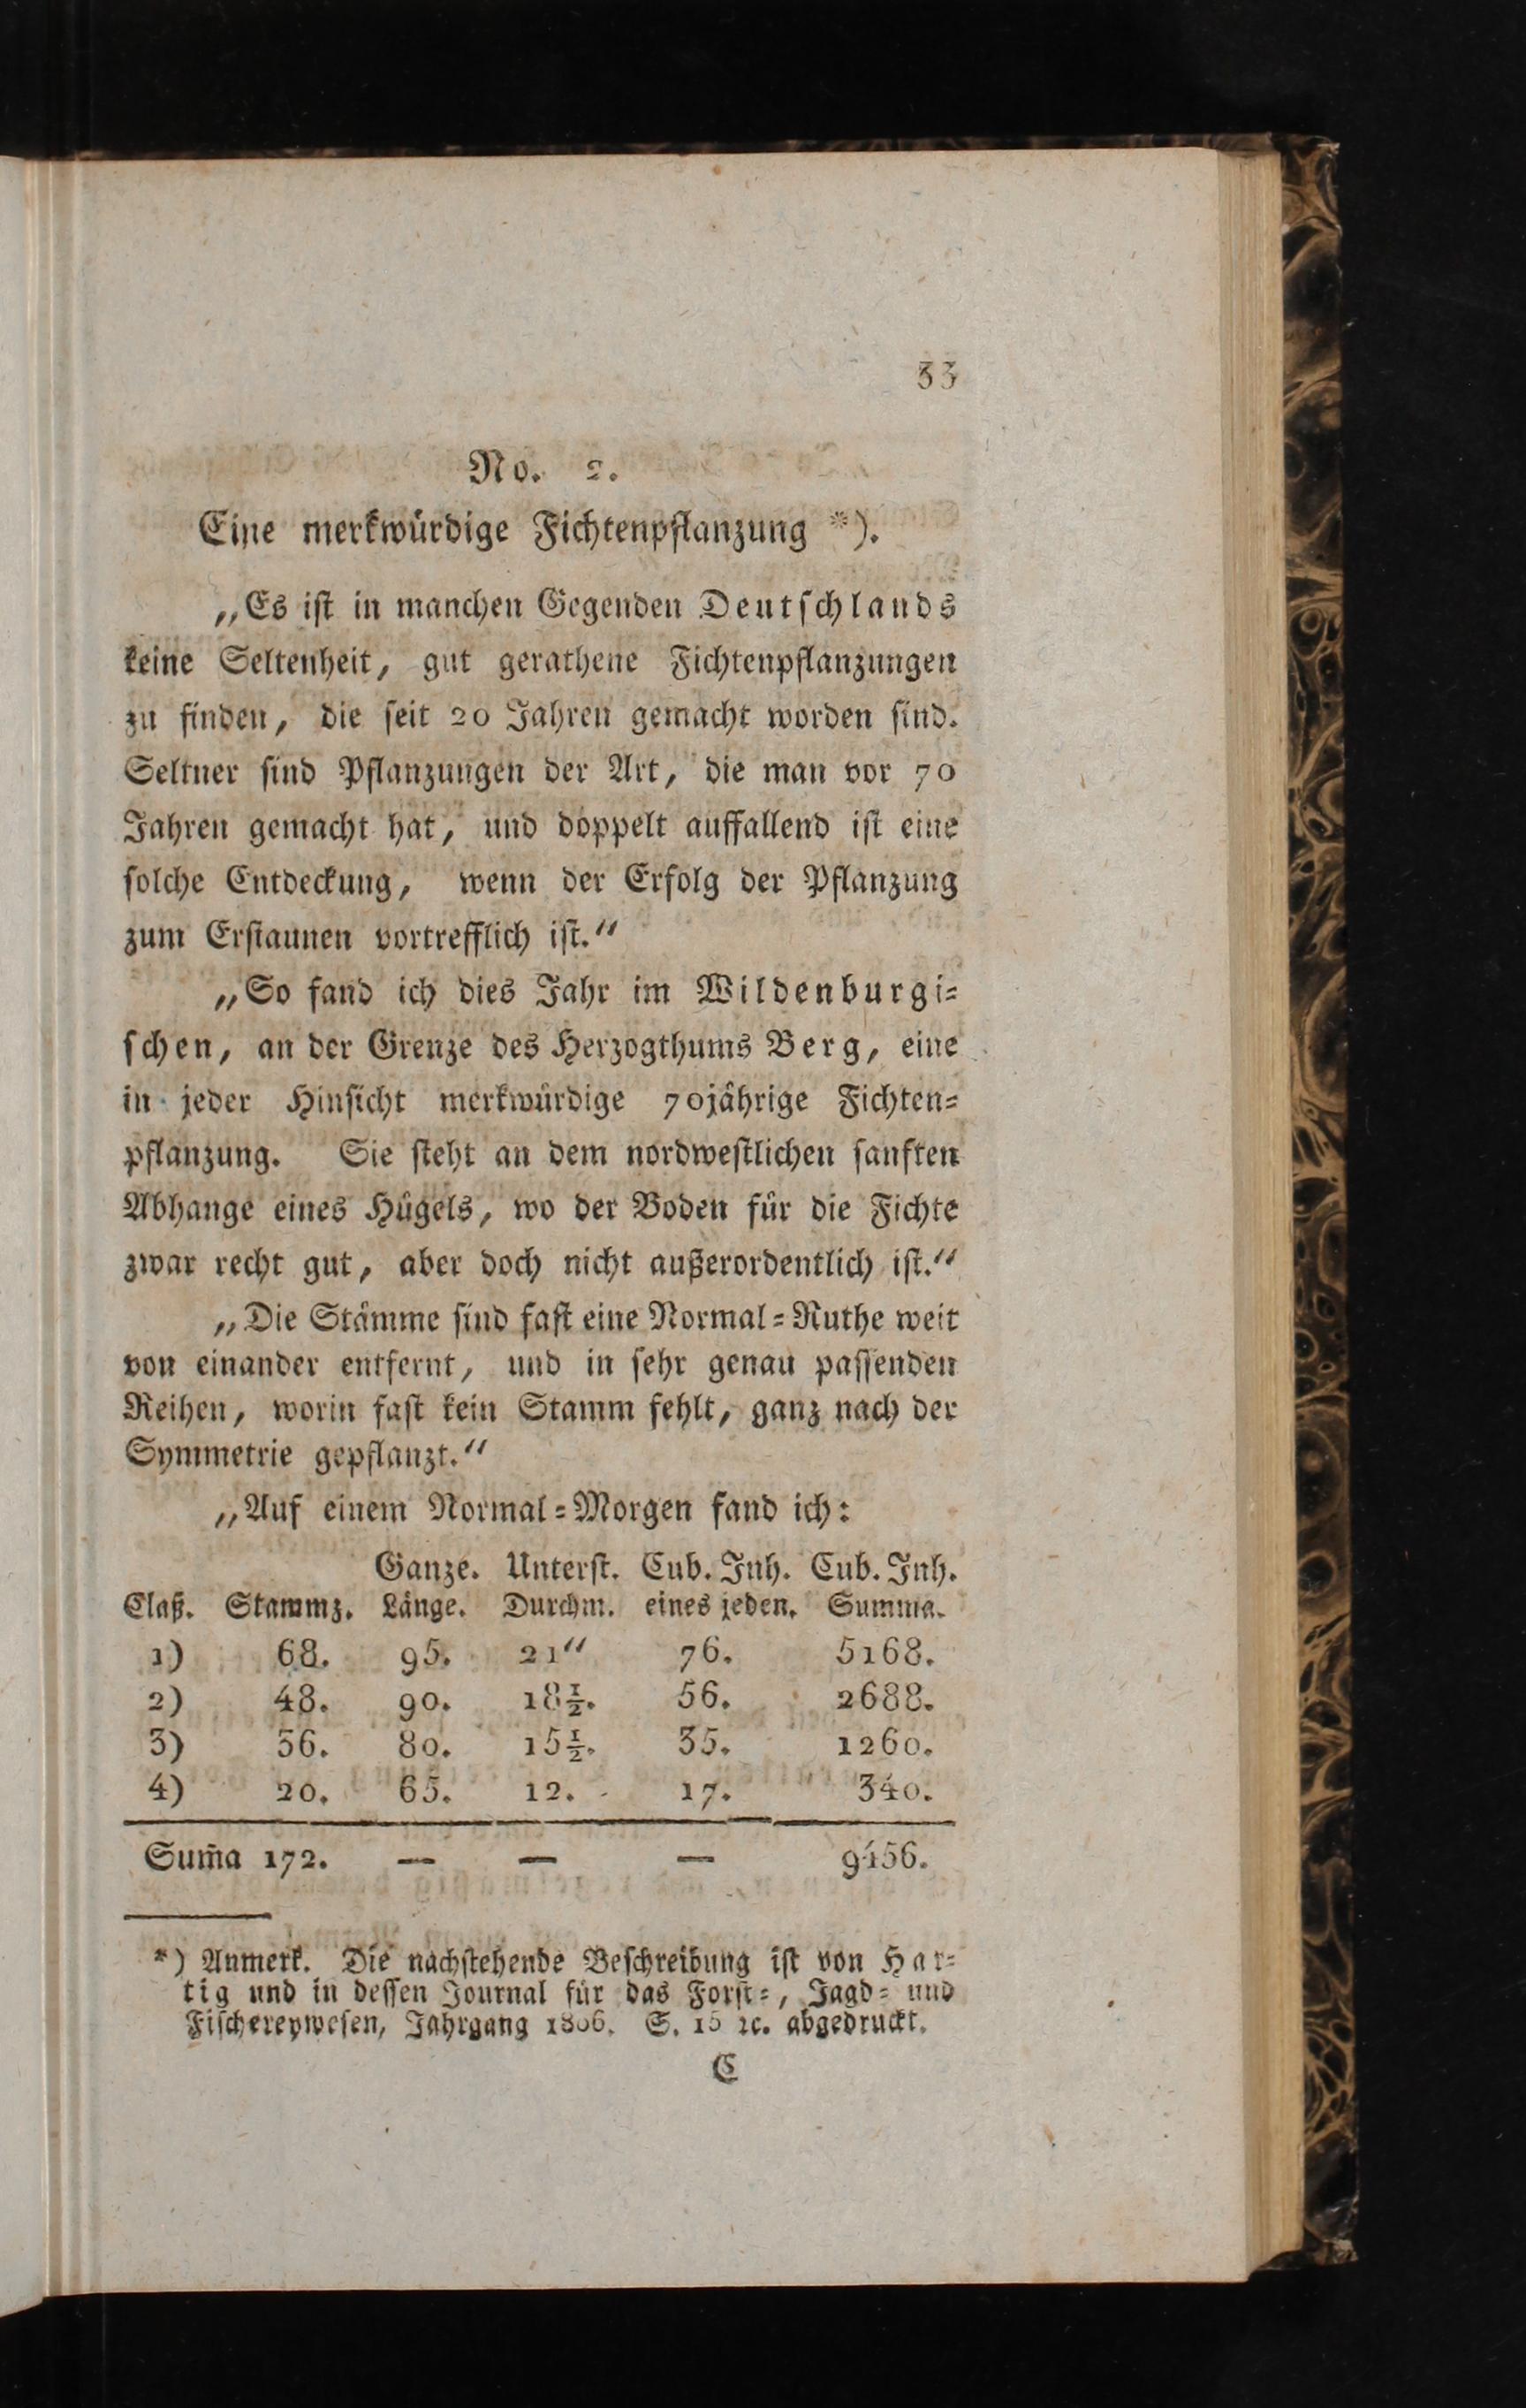 33
No. 2.
Eine merkwürdige Fichtenpflanzung *).
„Es iſt in manchen Gegenden Deutſchlands
keine Seltenheit, gut gerathene Fichtenpflanzungen
zu finden, die ſeit 20 Jahren gemacht worden ſind.
Seltner ſind Pflanzungen der Art, die man vor 70
Jahren gemacht hat, und doppelt auffallend iſt eine
ſolche Entdeckung, wenn der Erfolg der Pflanzung
zum Erſtaunen vortrefflich iſt.“
„So fand ich dies Jahr im Wildenburgi⸗
ſchen, an der Grenze des Herzogthums Berg, eine
in jeder Hinſicht merkwürdige 70jährige Fichten⸗
pflanzung. Sie ſteht an dem nordweſtlichen ſanften
Abhange eines Hügels, wo der Boden für die Fichte
zwar recht gut, aber doch nicht außerordentlich iſt.“
„Die Stämme ſind faſt eine Normal⸗Ruthe weit
von einander entfernt, und in ſehr genau paſſenden
Reihen, worin faſt kein Stamm fehlt, ganz nach der
Symmetrie gepflanzt.“
„Auf einem Normal⸗Morgen fand ich:
Ganze. Unterſt. Cub. Inh. Cub. Inh.
Claß. Stammz. Länge. Durchm. eines jeden. Summa.
1) 68. 95. 21“ 76. 5168.
2) 48. 90. 18½. 56. 2688.
3) 36. 80. 15½. 35. 1260.
4) 20. 65. 12. 17. 340.
Sum̄a 172. — — — 9456.
*) Anmerk. Die nachſtehende Beſchreibung iſt von Har⸗
tig und in deſſen Journal für das Forſt⸗, Jagd⸗ und
Fiſchereyweſen, Jahrgang 1806. S. 15 ꝛc. abgedruckt.
C